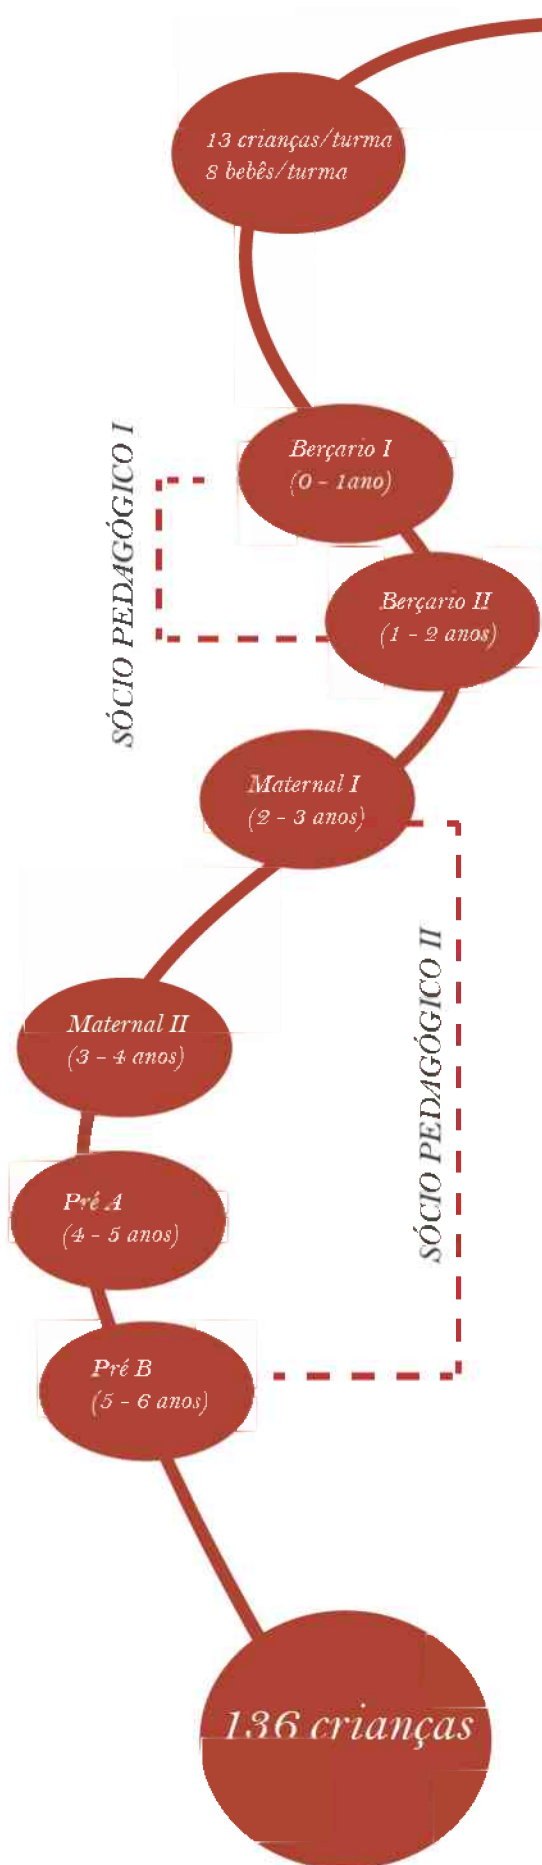 13 crianças/turma
8 bebês/turma
Berçario I
(0 - 1ano)
SÓCIO PEDAGÓGICO I
Berçario II
(1 - 2 anos)
Maternal I
(2 - 3 anos)
SÓCIO PEDAGÓGICO II
Maternal II
(3 - 4 anos)
Pré A
(4 - 5 anos)
Pré B
(5 - 6 anos)
136 crianças